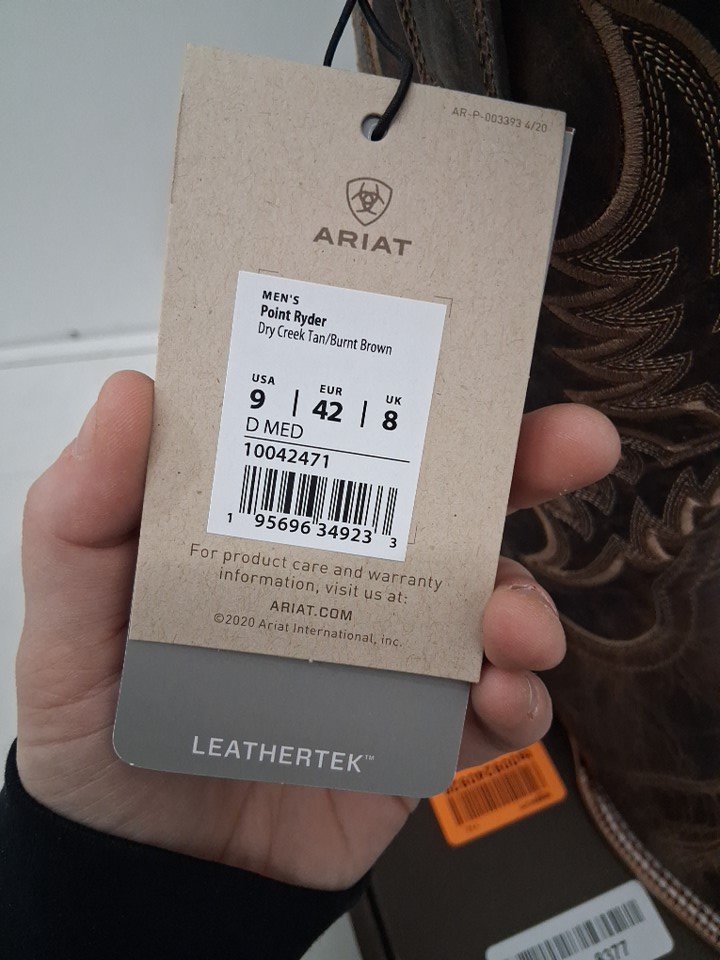 AR-P-003393 4/20
ARIAT
MEN'S
Point Ryder
Dry Creek Tan/Burnt Brown
USA EUR UK
9 | 42 | 8
D MED
10042471
1 95696 34923 3
For product care and warranty
information, visit us at:
ARIAT.COM
©2020 Ariat International, inc.
LEATHERTEK™
8377